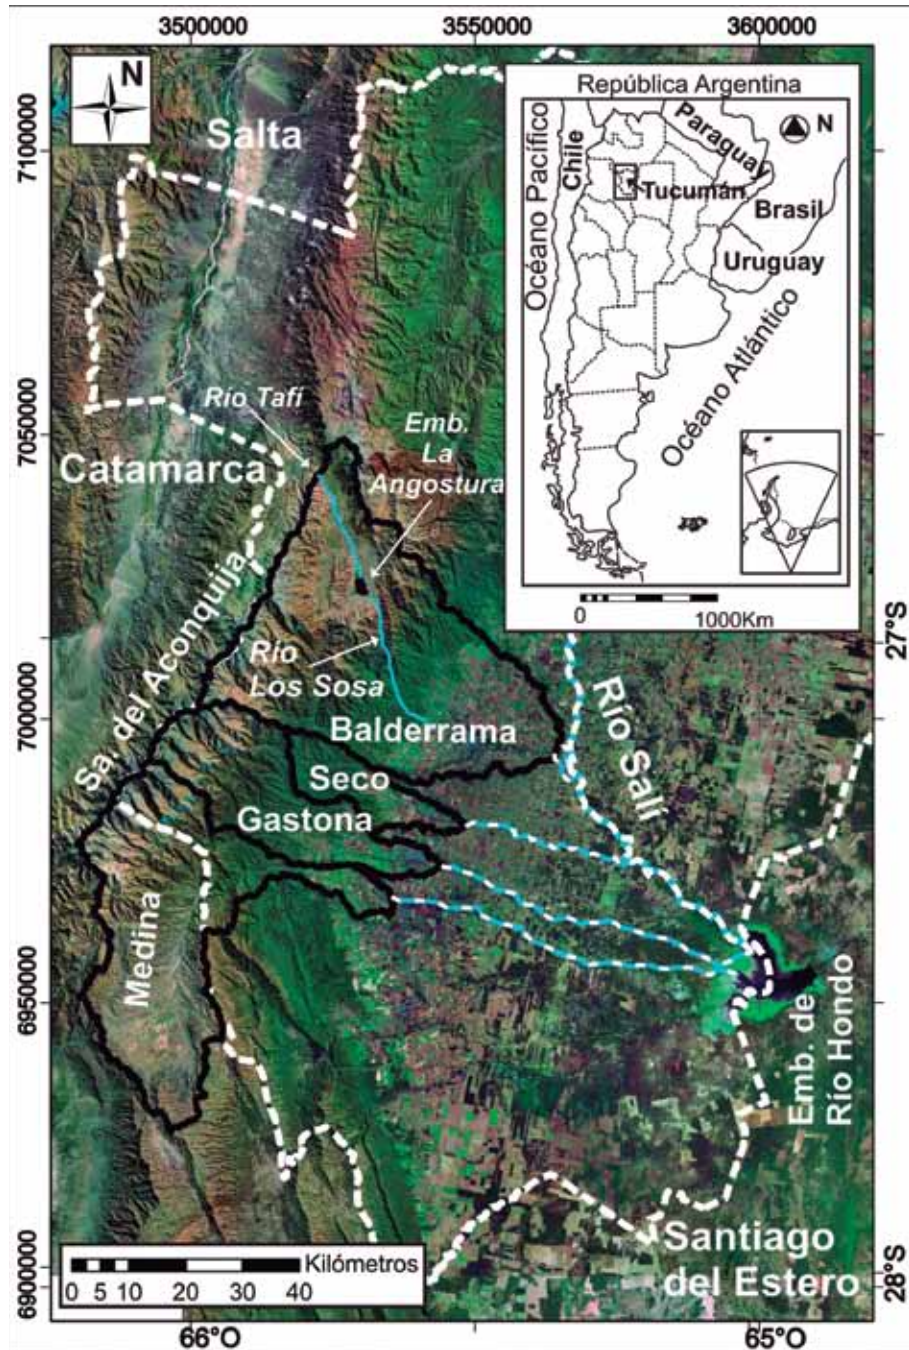 3500000
3550000
3600000
N
República Argentina
Océano Pacífico
Chile
Paraguay
N
Tucumán
Brasil
Uruguay
Océano Atlántico
0
1000Km
7100000
7050000
7000000
6950000
6900000
Salta
Río Tafí
Emb.
La
Angostura
Catamarca
Sa. del Aconquija
Río
Los Sosa
Balderrama
Río Salí
Seco
Gastona
Medina
Emb. de
Río Hondo
Santiago
del Estero
27°S
28°S
Kilómetros
0 5 10 20 30 40
66°O
65°O